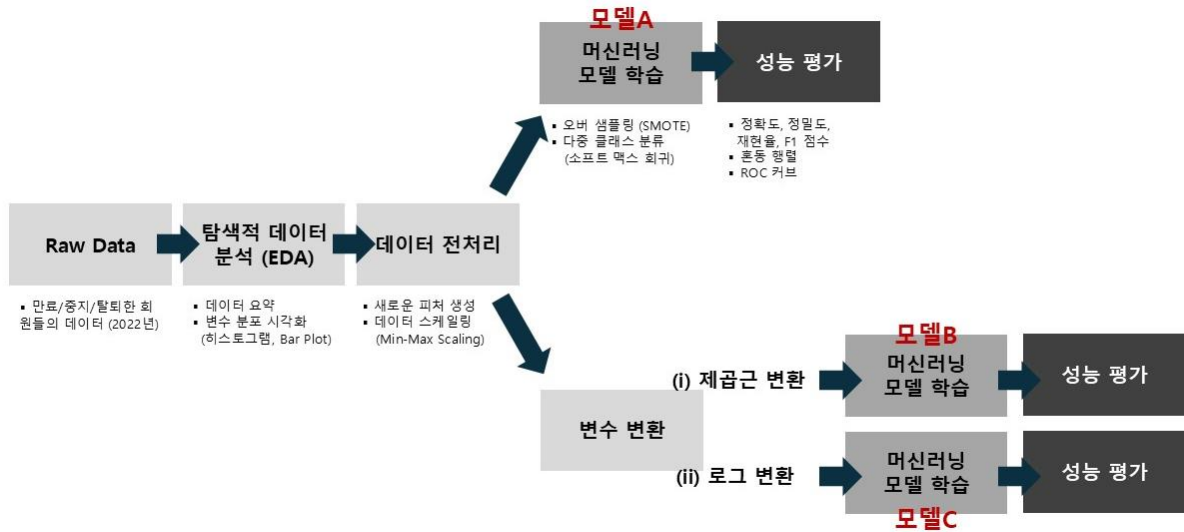 모델A
머신러닝
모델 학습
성능 평가
▪ 오버 샘플링 (SMOTE)
▪ 다중 클래스 분류
(소프트 맥스 회귀)
▪ 정확도, 정밀도,
재현율, F1 점수
▪ 혼동 행렬
▪ ROC 커브
Raw Data
탐색적 데이터
분석 (EDA)
데이터 전처리
▪ 만료/중지/탈퇴한 회
원들의 데이터 (2022년)
▪ 데이터 요약
▪ 변수 분포 시각화
(히스토그램, Bar Plot)
▪ 새로운 피처 생성
▪ 데이터 스케일링
(Min-Max Scaling)
변수 변환
(i) 제곱근 변환
모델B
머신러닝
모델 학습
성능 평가
(ii) 로그 변환
머신러닝
모델 학습
모델C
성능 평가